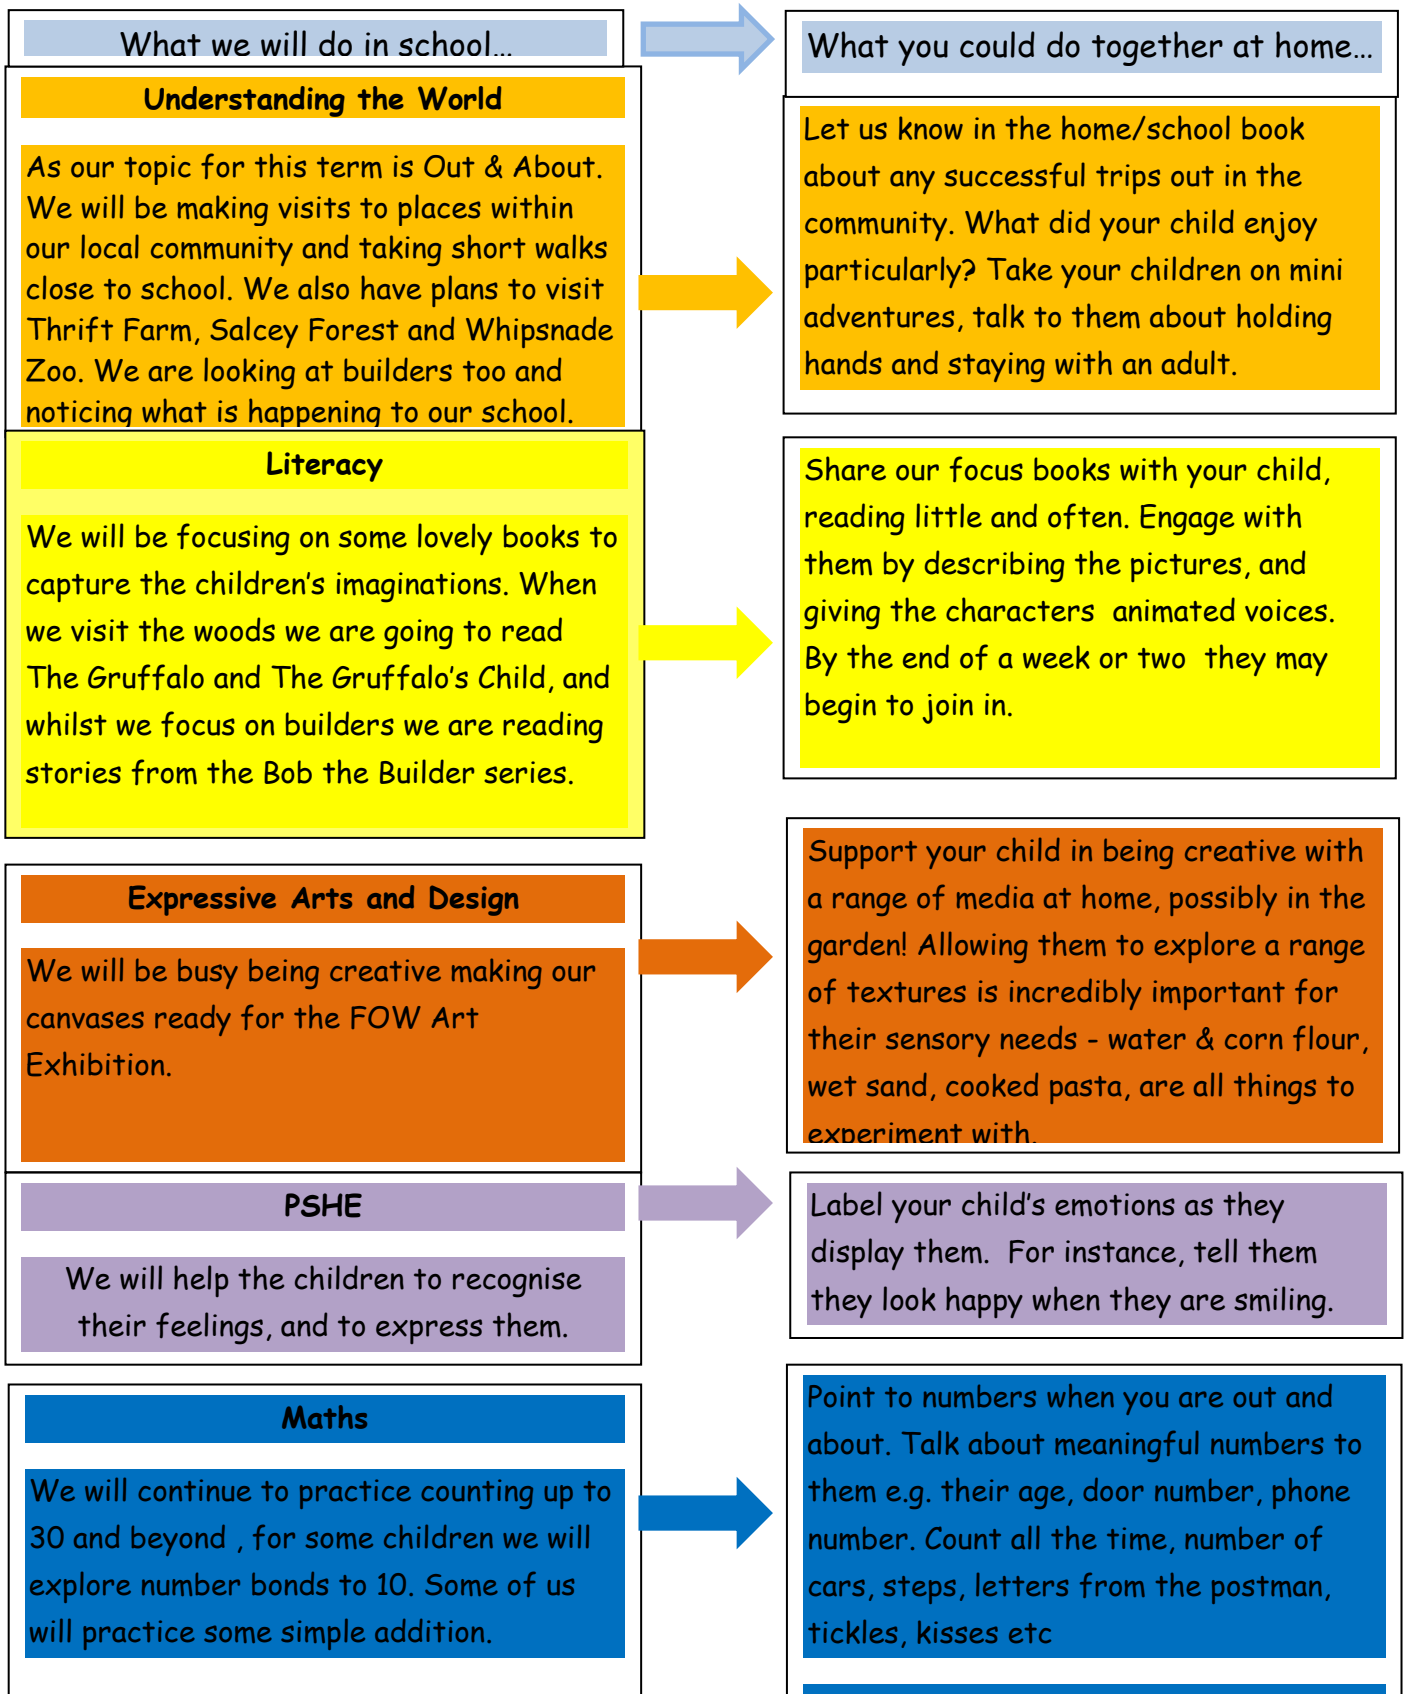 What we will do in school…
What you could do together at home…
Understanding the World
As our topic for this term is Out & About.
We will be making visits to places within
our local community and taking short walks
close to school. We also have plans to visit
Thrift Farm, Salcey Forest and Whipsnade
Zoo. We are looking at builders too and
noticing what is happening to our school.
Let us know in the home/school book
about any successful trips out in the
community. What did your child enjoy
particularly? Take your children on mini
adventures, talk to them about holding
hands and staying with an adult.
Literacy
We will be focusing on some lovely books to
capture the children’s imaginations. When
we visit the woods we are going to read
The Gruffalo and The Gruffalo’s Child, and
whilst we focus on builders we are reading
stories from the Bob the Builder series.
Share our focus books with your child,
reading little and often. Engage with
them by describing the pictures, and
giving the characters  animated voices.
By the end of a week or two  they may
begin to join in.
Expressive Arts and Design
We will be busy being creative making our
canvases ready for the FOW Art
Exhibition.
Support your child in being creative with
a range of media at home, possibly in the
garden! Allowing them to explore a range
of textures is incredibly important for
their sensory needs - water & corn flour,
wet sand, cooked pasta, are all things to
experiment with.
PSHE
We will help the children to recognise
their feelings, and to express them.
Label your child’s emotions as they
display them.  For instance, tell them
they look happy when they are smiling.
Maths
We will continue to practice counting up to
30 and beyond , for some children we will
explore number bonds to 10. Some of us
will practice some simple addition.
Point to numbers when you are out and
about. Talk about meaningful numbers to
them e.g. their age, door number, phone
number. Count all the time, number of
cars, steps, letters from the postman,
tickles, kisses etc